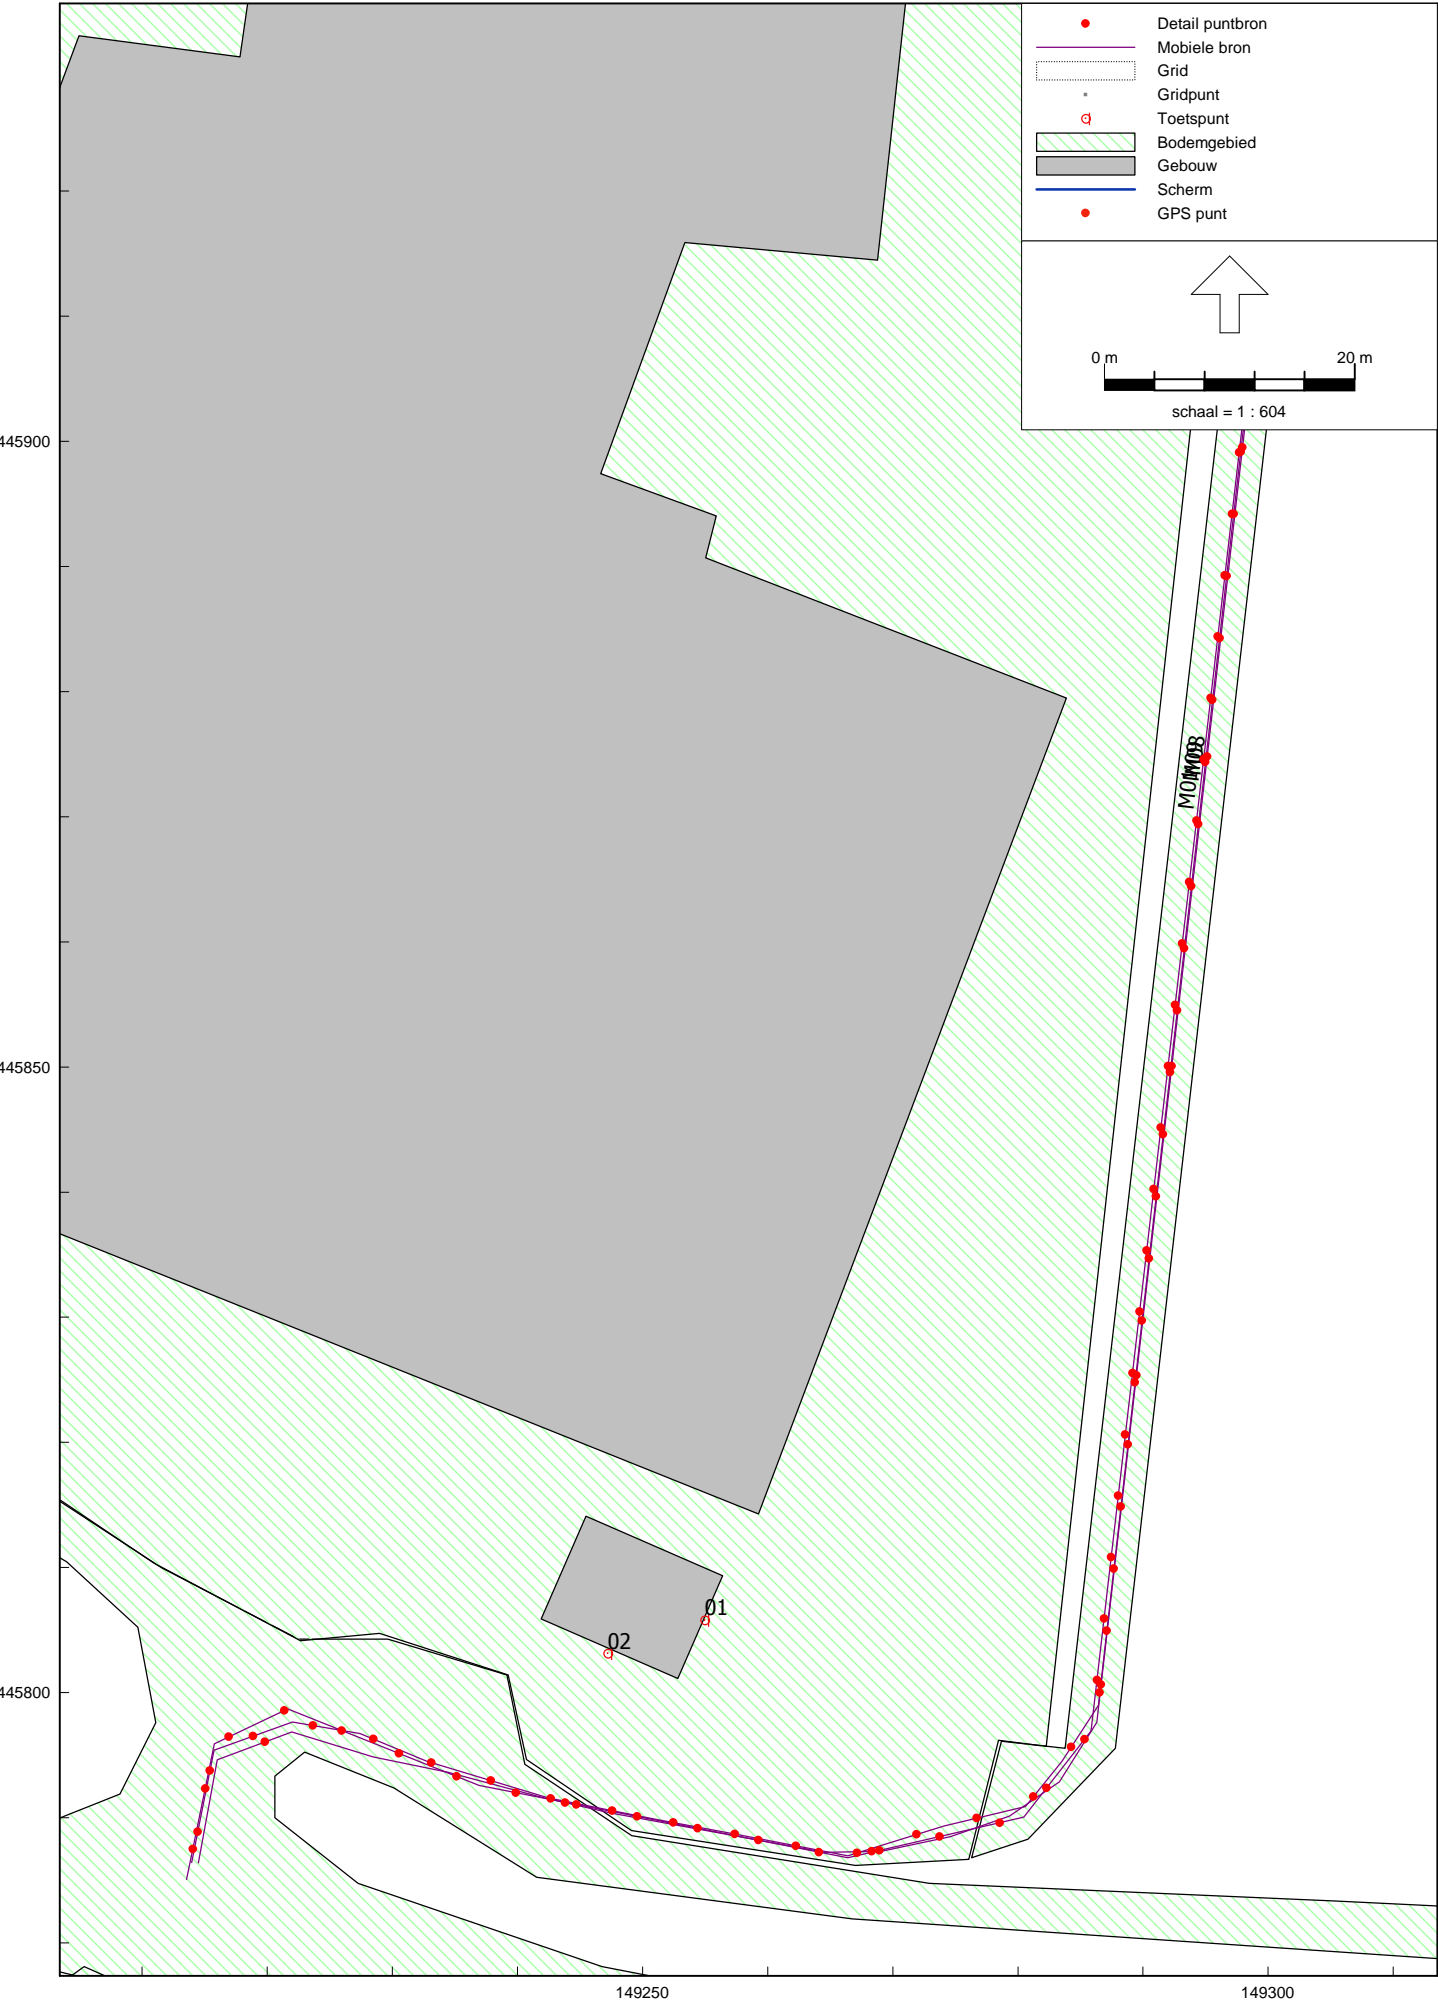 Detail puntbron
Mobiele bron
Grid
Gridpunt
Toetspunt
Bodemgebied
Gebouw
Scherm
GPS punt
0 m 20 m
schaal = 1 : 604
445900
445850
01
02
445800
149250 149300